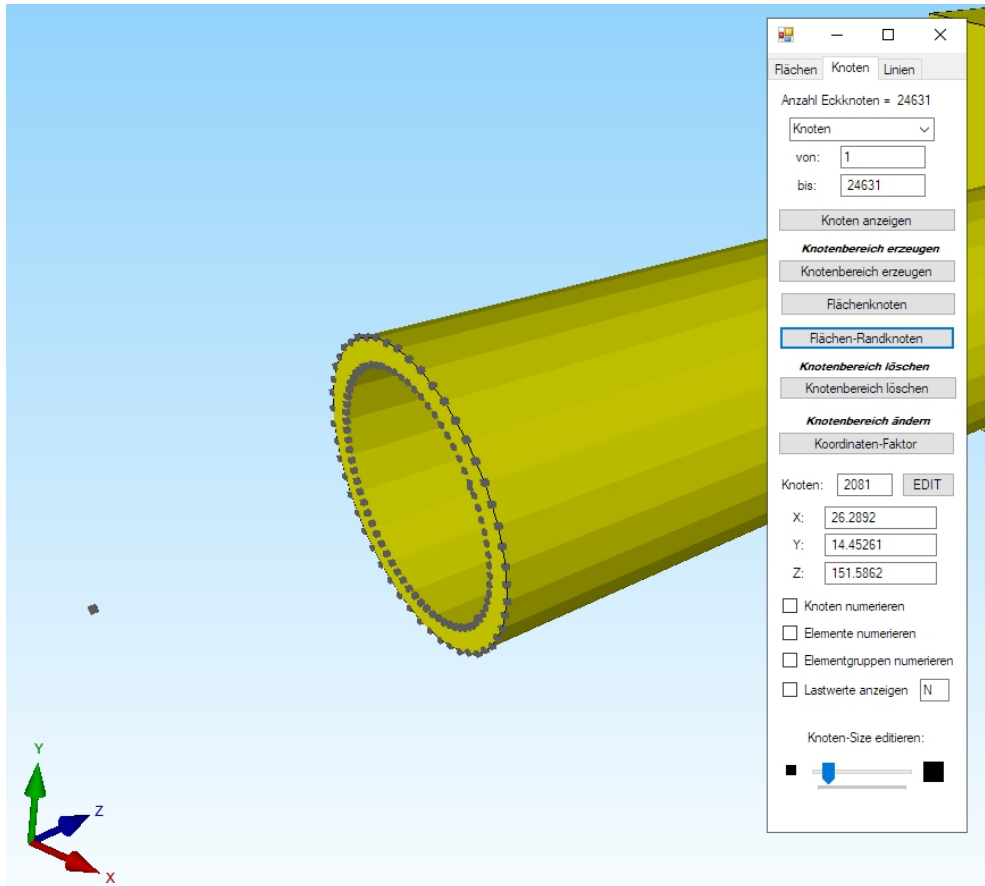 Flächen Knoten Linien
Anzahl Eckknoten = 24631
Knoten
von: 1
bis: 24631
Knoten anzeigen
Knotenbereich erzeugen
Knotenbereich erzeugen
Flächenknoten
Flächen-Randknoten
Knotenbereich löschen
Knotenbereich löschen
Knotenbereich ändern
Koordinaten-Faktor
Knoten: 2081 EDIT
X: 26.2892
Y: 14.45261
Z: 151.5862
Knoten numerieren
Elemente numerieren
Elementgruppen numerieren
Lastwerte anzeigen N
Knoten-Size editieren:
Y
Z
X